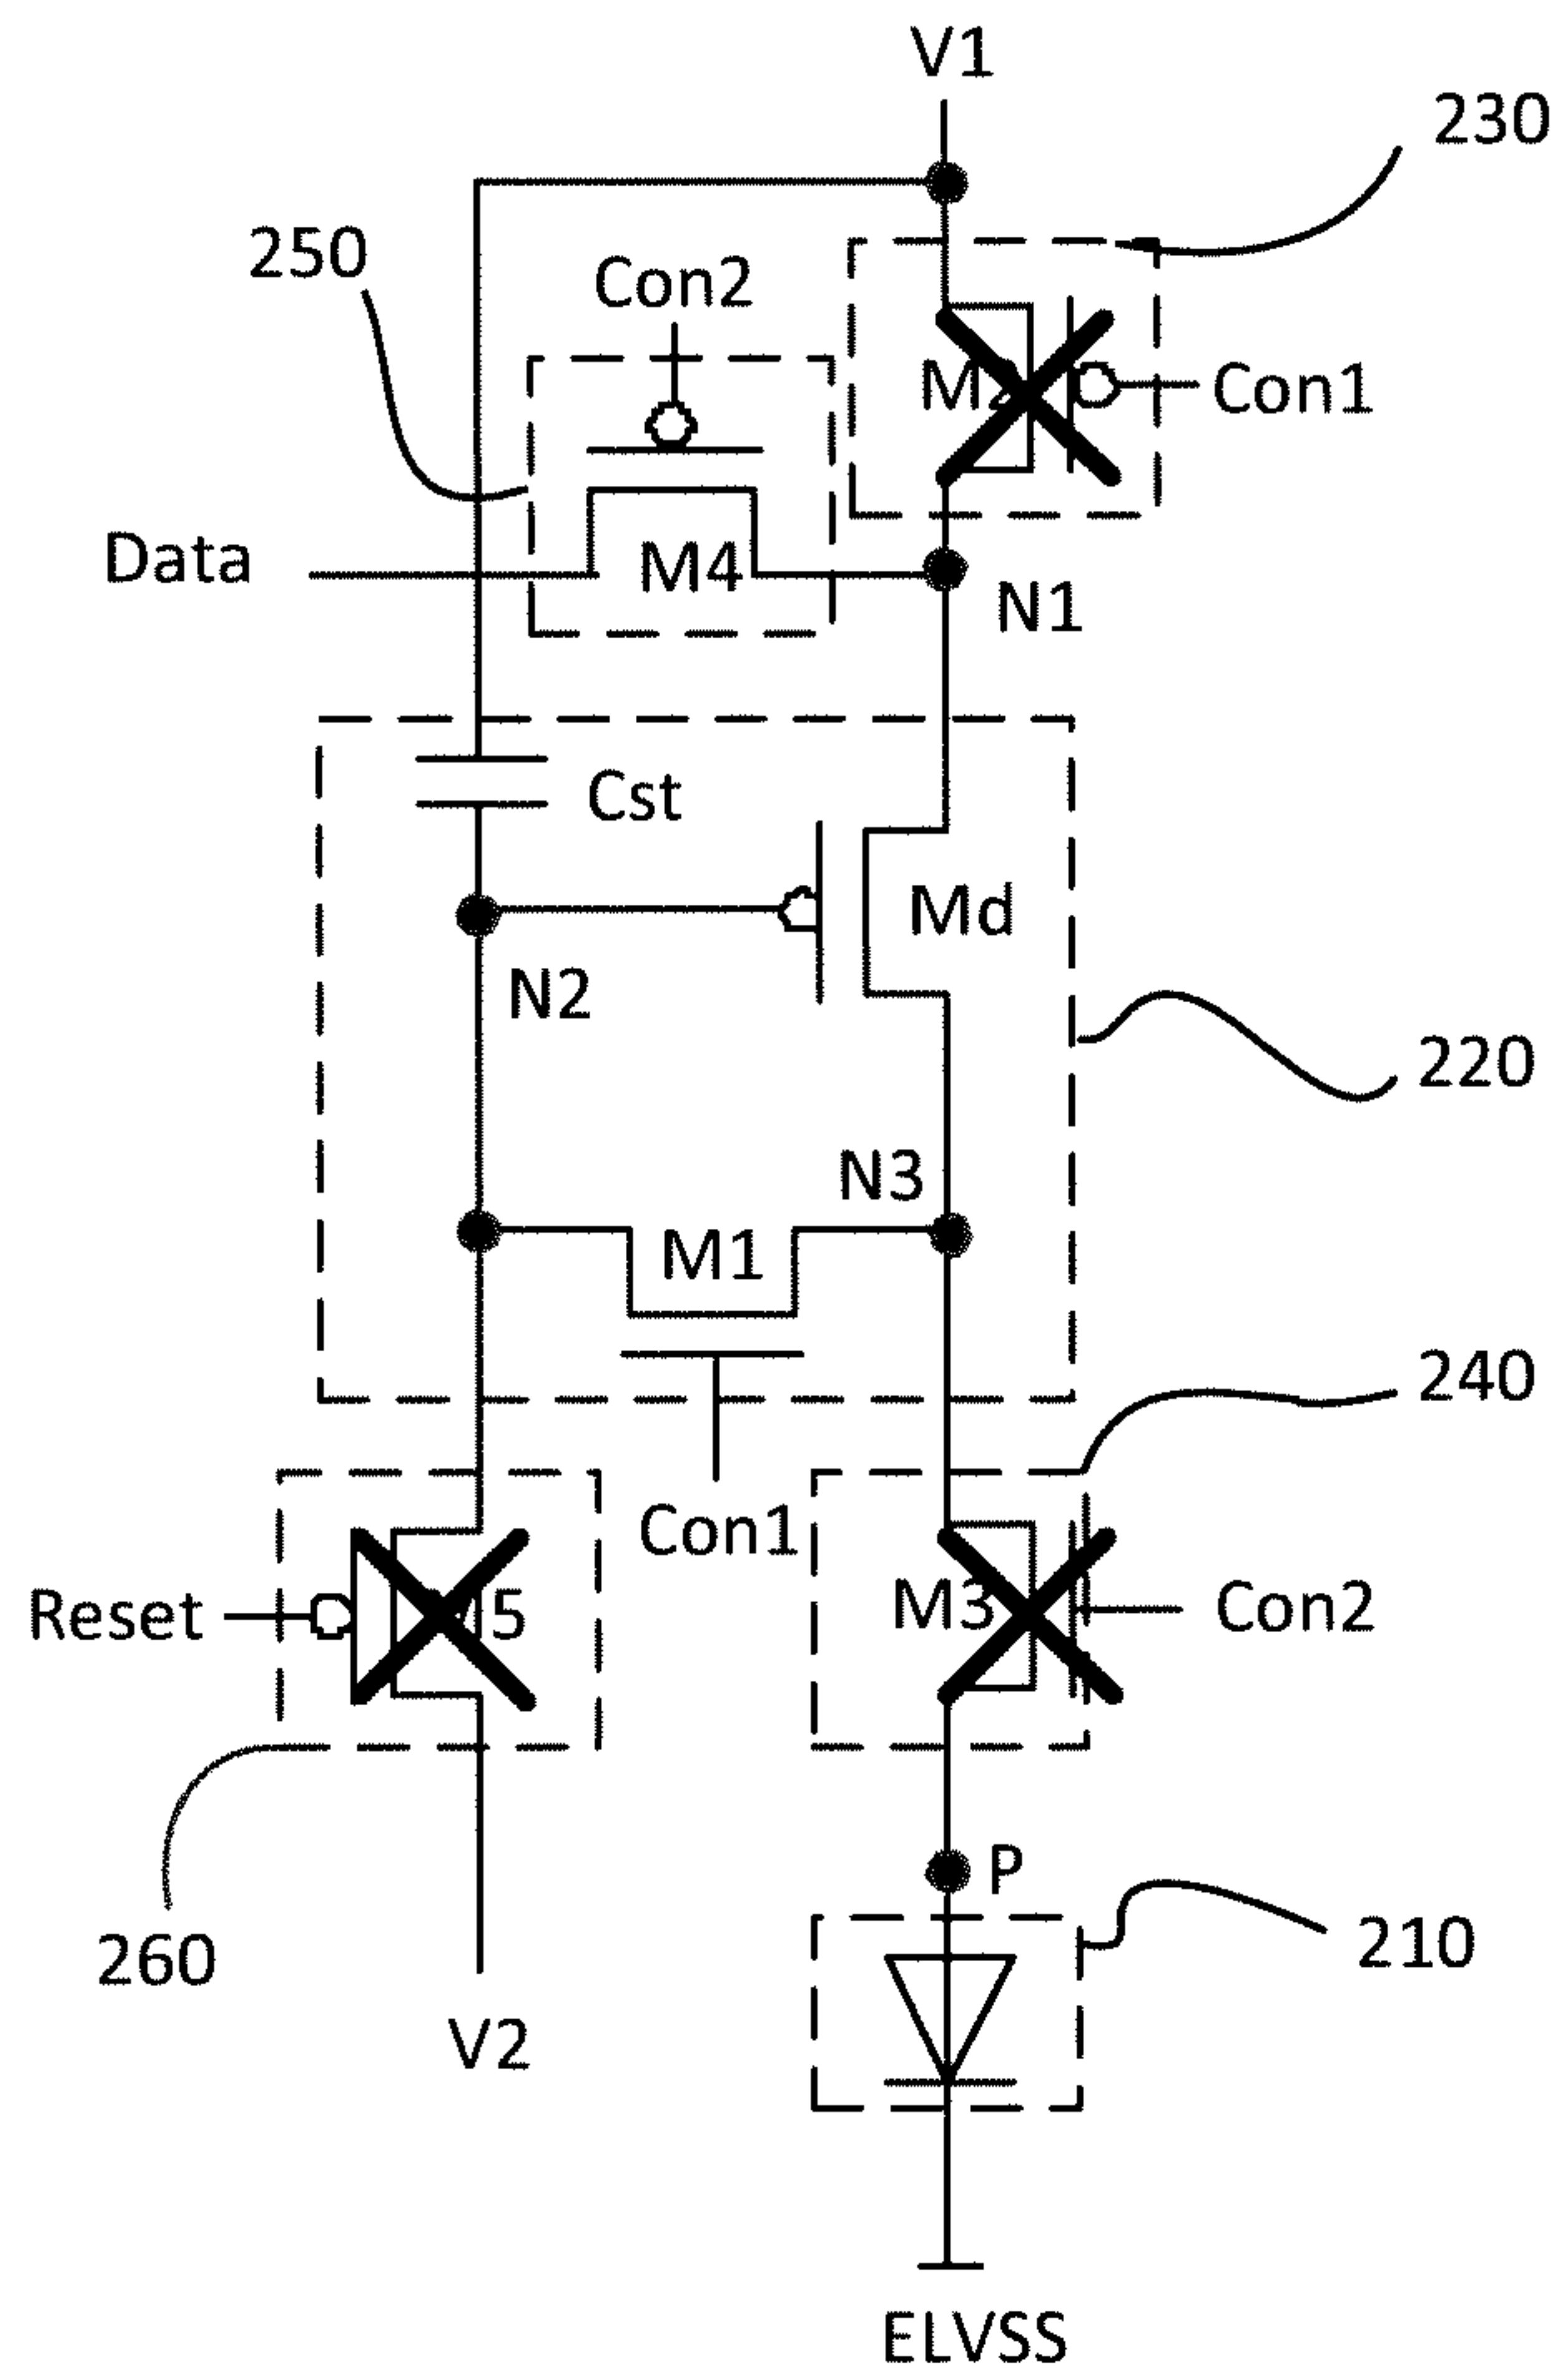 V1
230
250
Con2
M2
Con1
Data
M4
N1
Cst
Md
N2
220
N3
M1
240
Con1
Reset
5
M3
Con2
P
260
210
V2
ELVSS